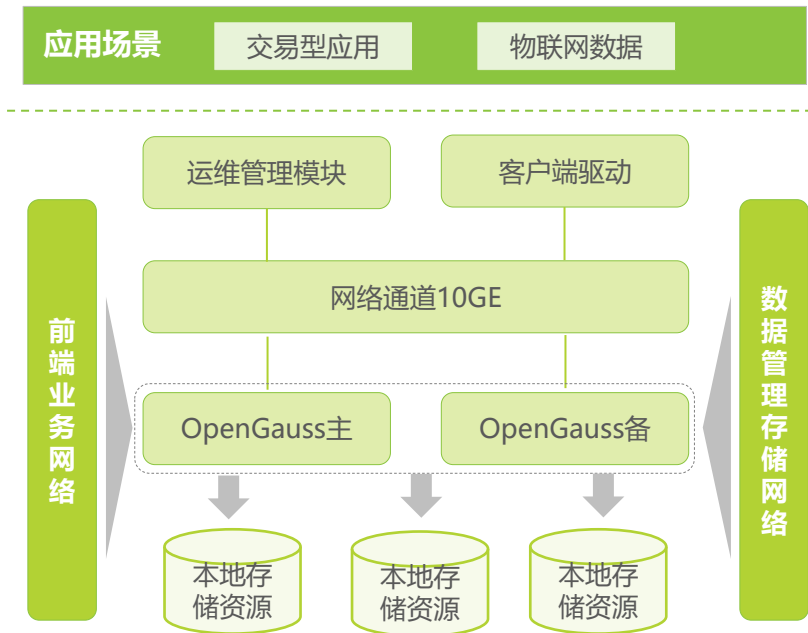 应用场景
交易型应用
物联网数据
运维管理模块
客户端驱动
网络通道10GE
前端业务网络
数据管理存储网络
OpenGauss主
OpenGauss备
本地存
储资源
本地存
储资源
本地存
储资源